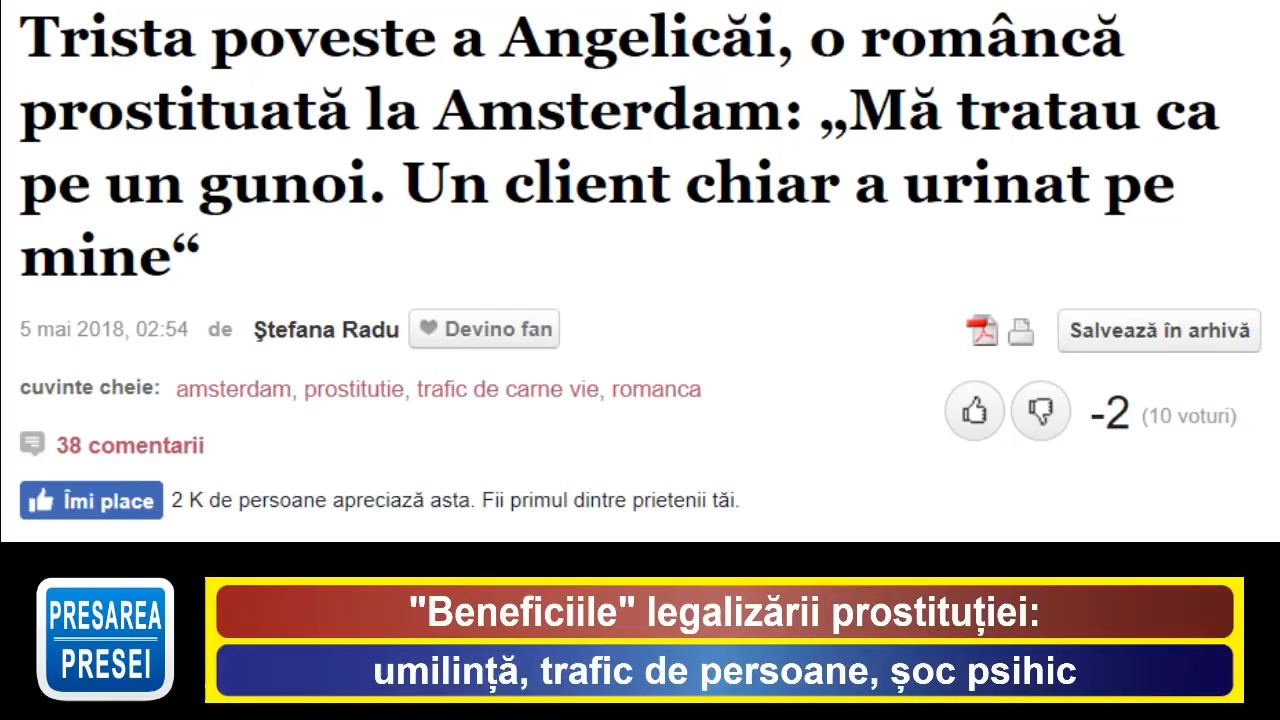 Trista poveste a Angelicăi, o româncă
prostituată la Amsterdam: „Mă tratau ca
pe un gunoi. Un client chiar a urinat pe
mine“
5 mai 2018, 02:54 de Ştefana Radu Devino fan Salvează în arhivă
cuvinte cheie: amsterdam, prostitutie, trafic de carne vie, romanca
-2 (10 voturi)
38 comentarii
Îmi place 2 K de persoane apreciază asta. Fii primul dintre prietenii tăi.
PRESAREA
PRESEI
"Beneficiile" legalizării prostituției:
umilință, trafic de persoane, șoc psihic